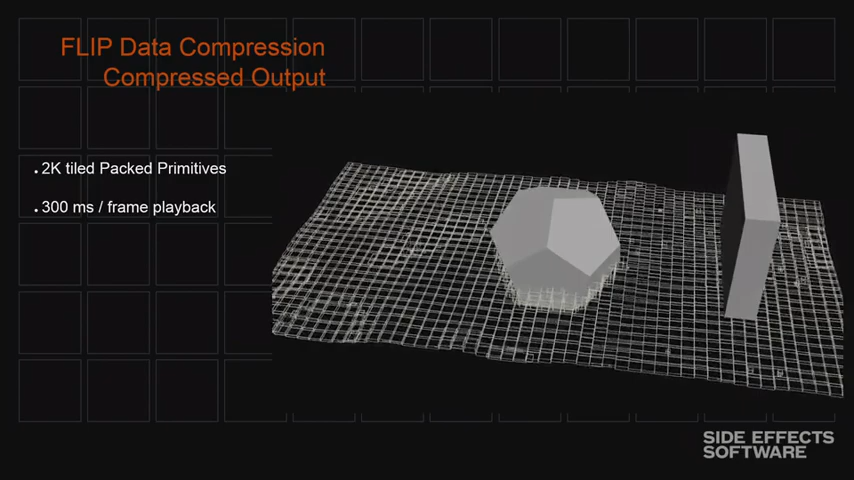 FLIP Data Compression
Compressed Output
2K tiled Packed Primitives
300 ms / frame playback
SIDE EFFECTS
SOFTWARE